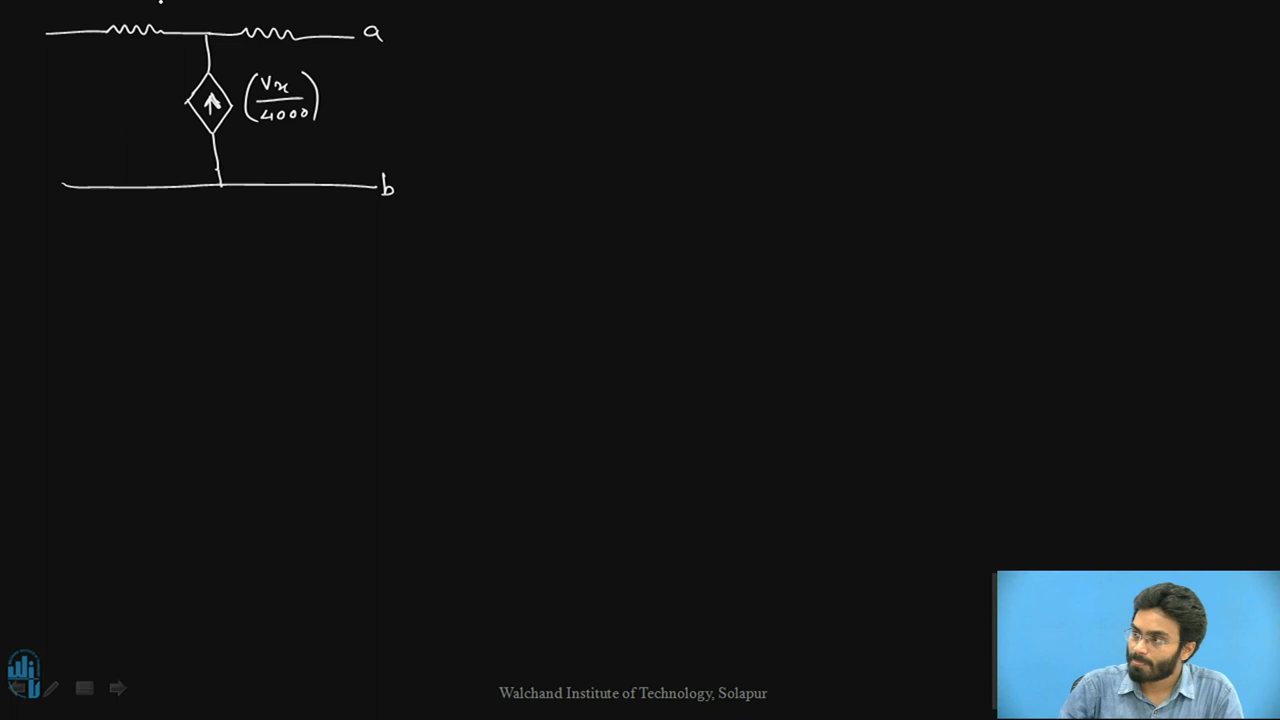 a
(Vx/4000)
b
Walchand Institute of Technology, Solapur